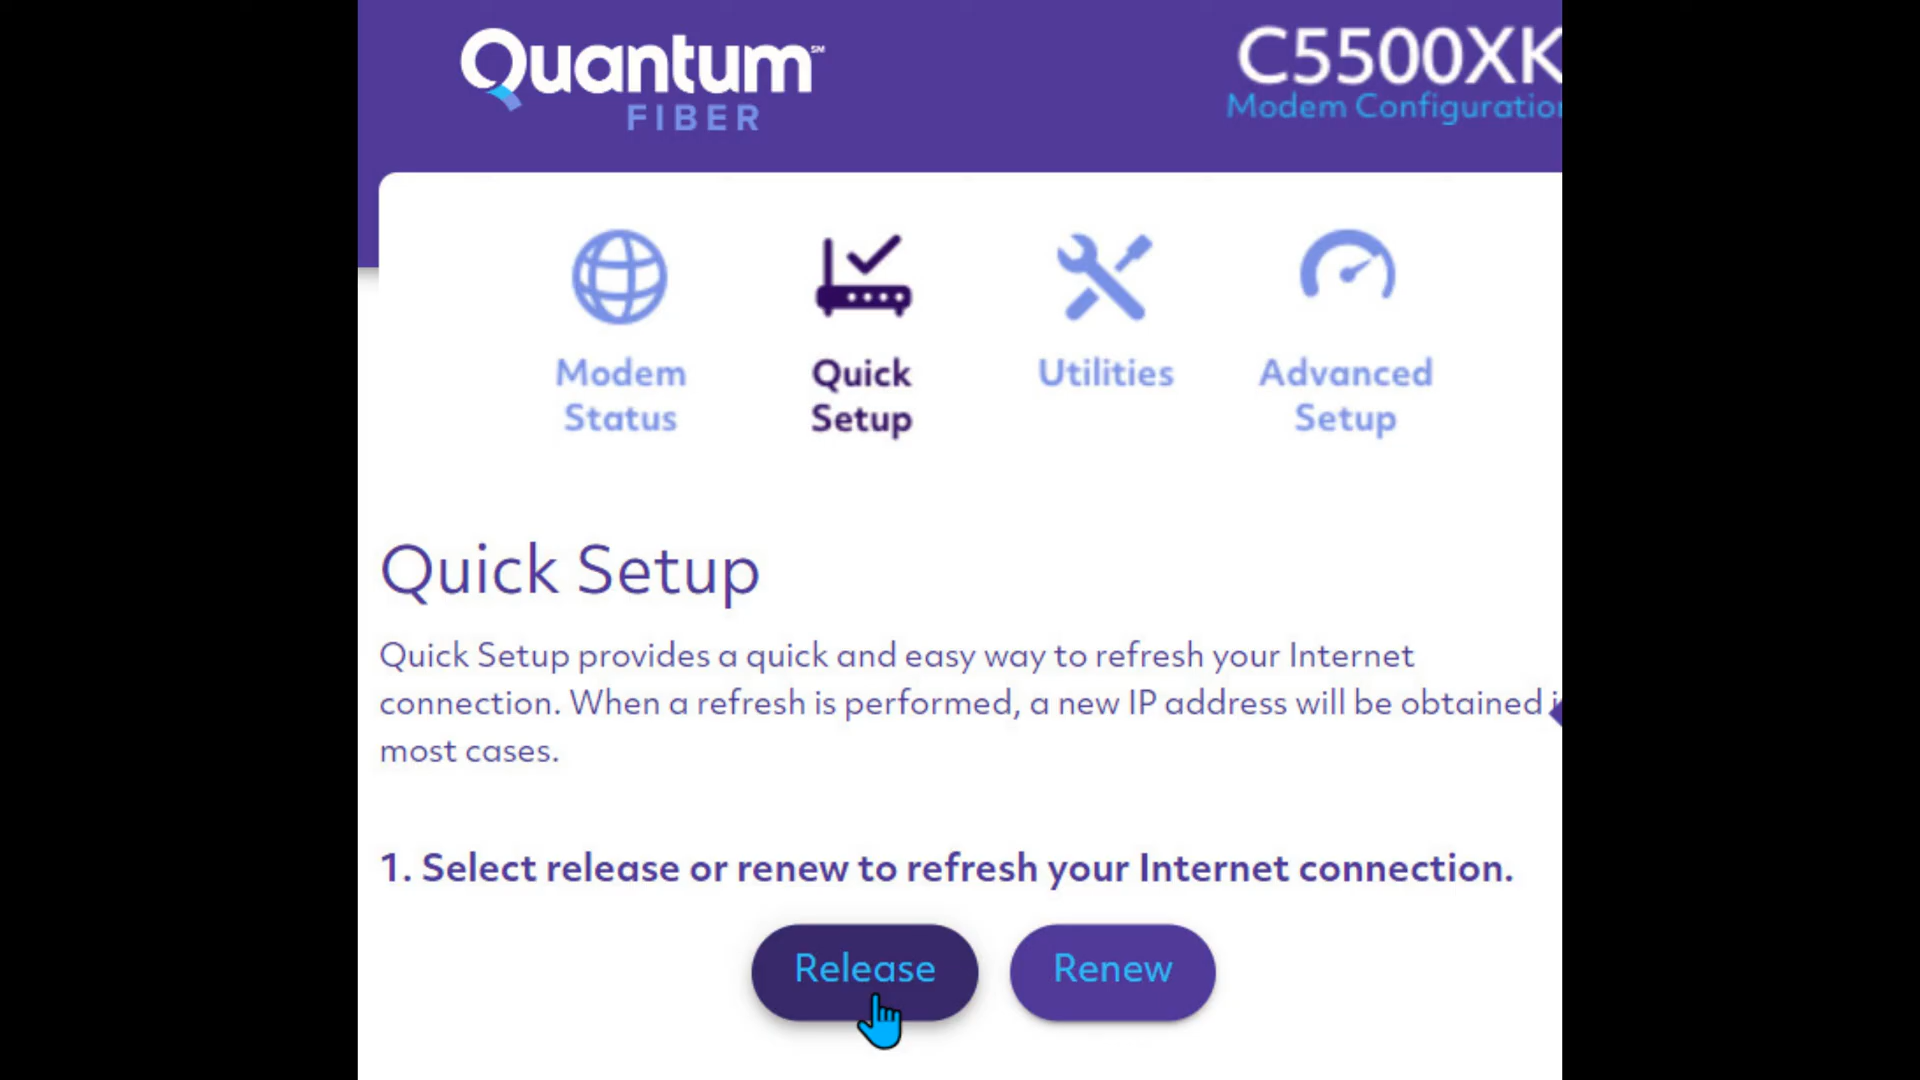 Quantum℠
FIBER
C5500XK
Modem Configuration
Modem
Status
Quick
Setup
Utilities
Advanced
Setup
Quick Setup
Quick Setup provides a quick and easy way to refresh your Internet
connection. When a refresh is performed, a new IP address will be obtained
most cases.
1. Select release or renew to refresh your Internet connection.
Release
Renew